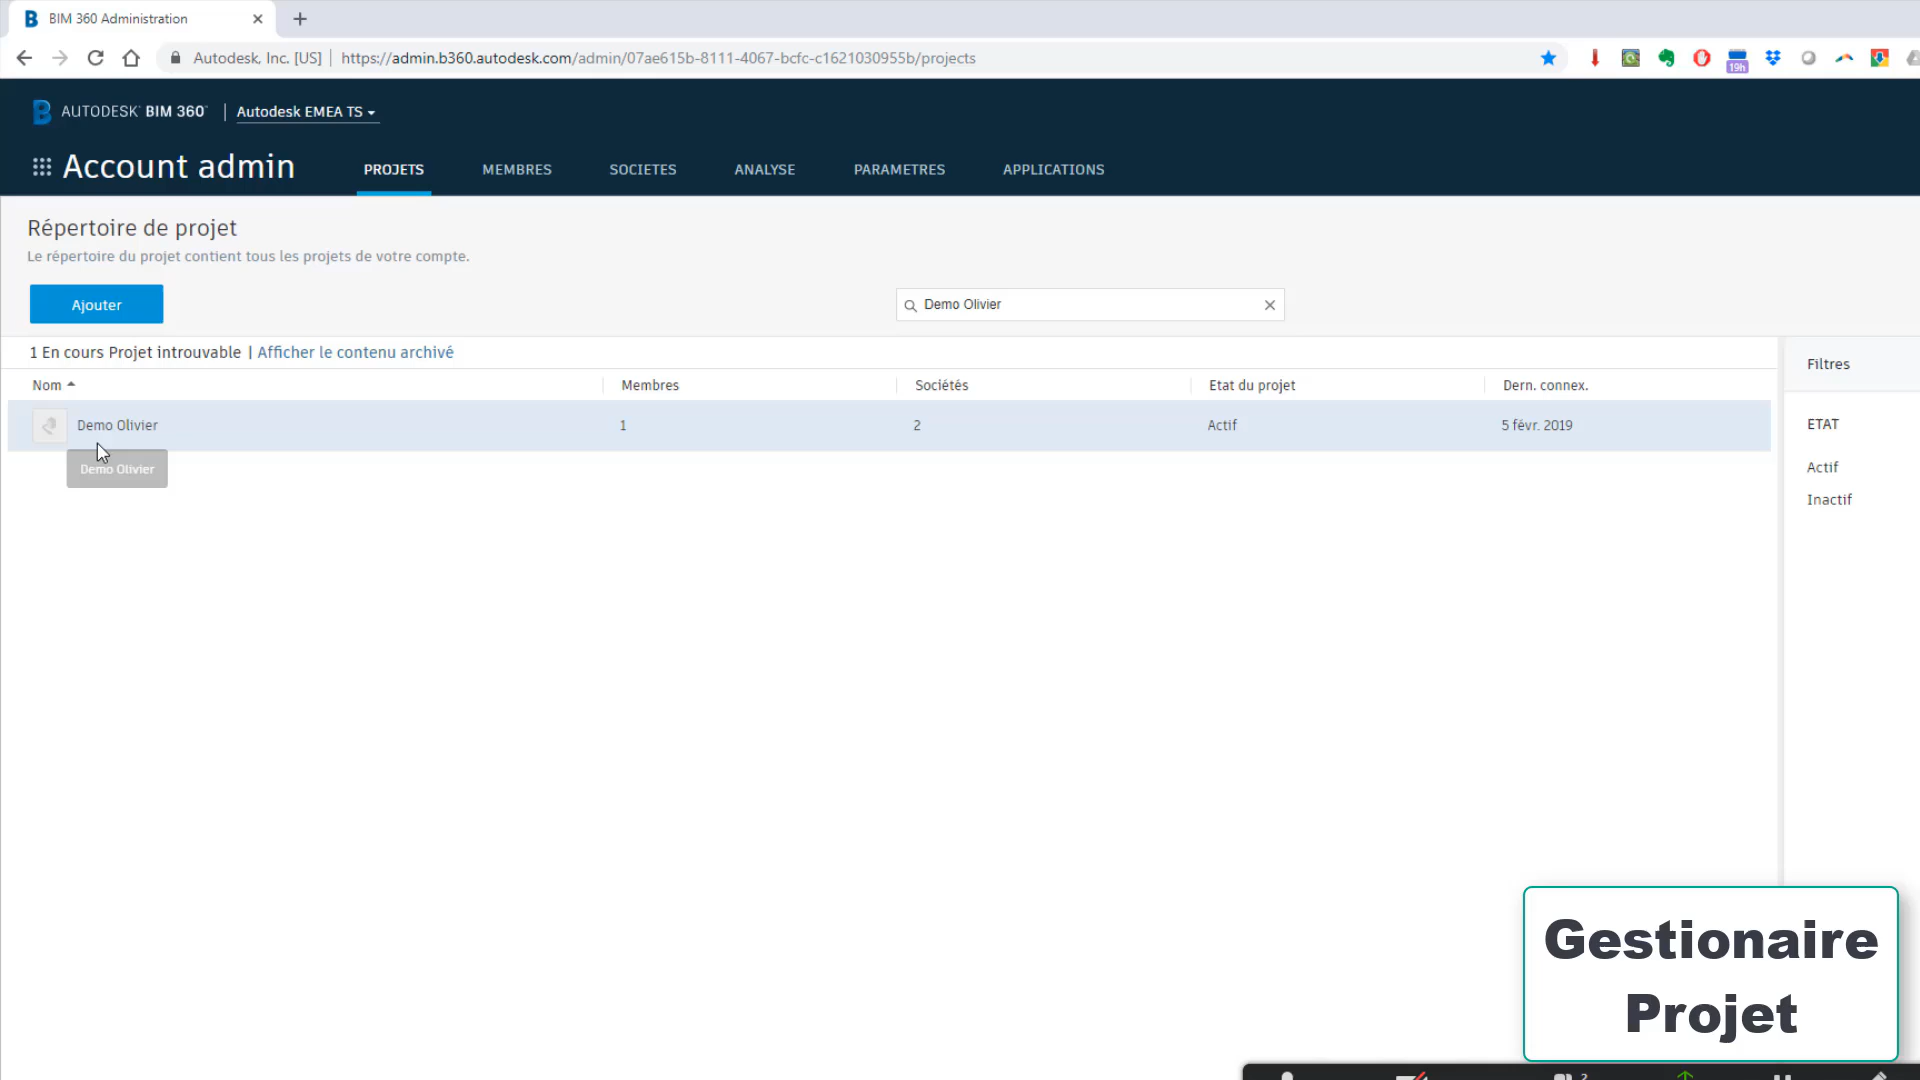 BIM 360 Administration
Autodesk, Inc. [US] | https://admin.b360.autodesk.com/admin/07ae615b-8111-4067-bcfc-c1621030955b/projects
19h
AUTODESK BIM 360 | Autodesk EMEA TS
Account admin PROJETS MEMBRES SOCIETES ANALYSE PARAMETRES APPLICATIONS
Répertoire de projet
Le répertoire du projet contient tous les projets de votre compte.
Ajouter
Demo Olivier
1 En cours Projet introuvable | Afficher le contenu archivé
Nom Membres Sociétés Etat du projet Dern. connex.
Demo Olivier 1 2 Actif 5 févr. 2019
Demo Olivier
Filtres
ETAT
Actif
Inactif
Gestionaire
Projet
2